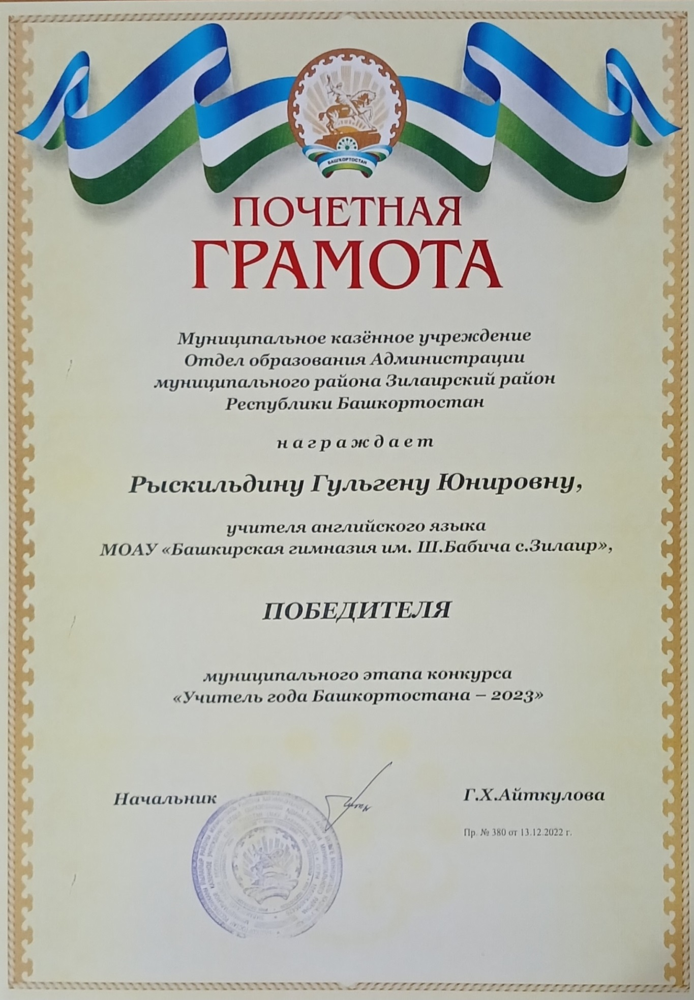 БАШҠОРТОСТАН
ПОЧЕТНАЯ
ГРАМОТА
Муниципальное казённое учреждение
Отдел образования Администрации
муниципального района Зилаирский район
Республики Башкортостан
н а г р а ж д а е т
Рыскильдину Гульгену Юнировну,
учителя английского языка
МОАУ «Башкирская гимназия им. Ш.Бабича с.Зилаир»,
ПОБЕДИТЕЛЯ
муниципального этапа конкурса
«Учитель года Башкортостана – 2023»
Начальник
Г.Х.Айткулова
Пр. № 380 от 13.12.2022 г.